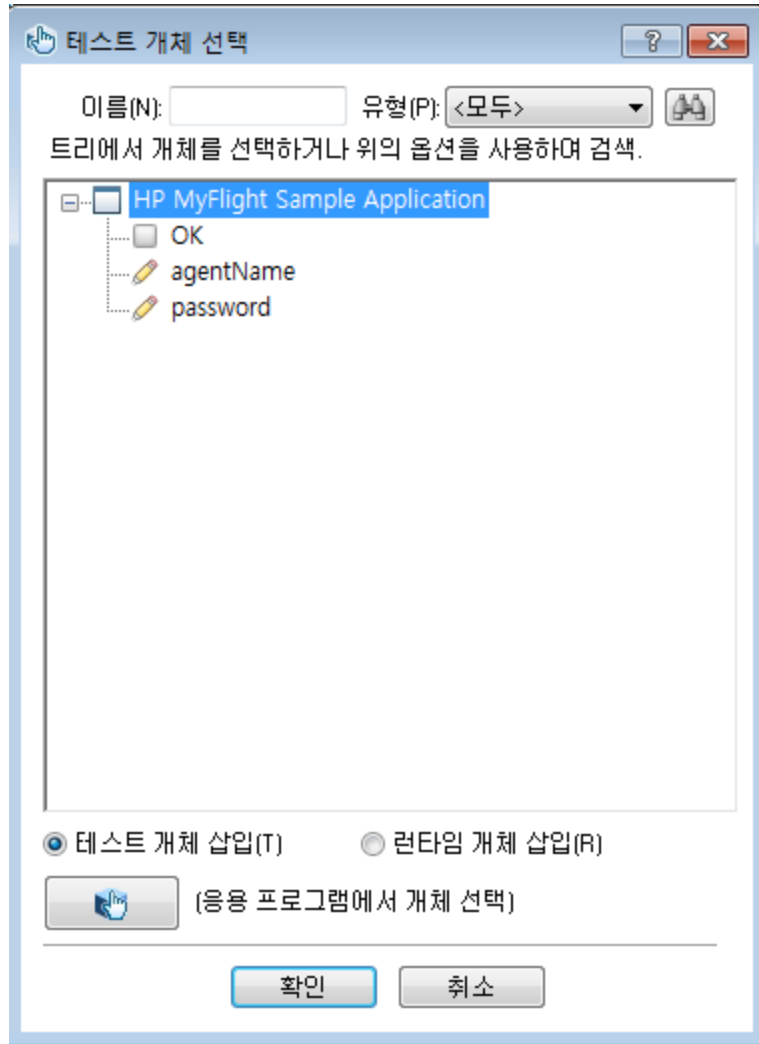 테스트 개체 선택
이름(N): 유형(P): <모두>
트리에서 개체를 선택하거나 위의 옵션을 사용하여 검색.
HP MyFlight Sample Application
OK
agentName
password
테스트 개체 삽입(T) 런타임 개체 삽입(R)
(응용 프로그램에서 개체 선택)
확인 취소